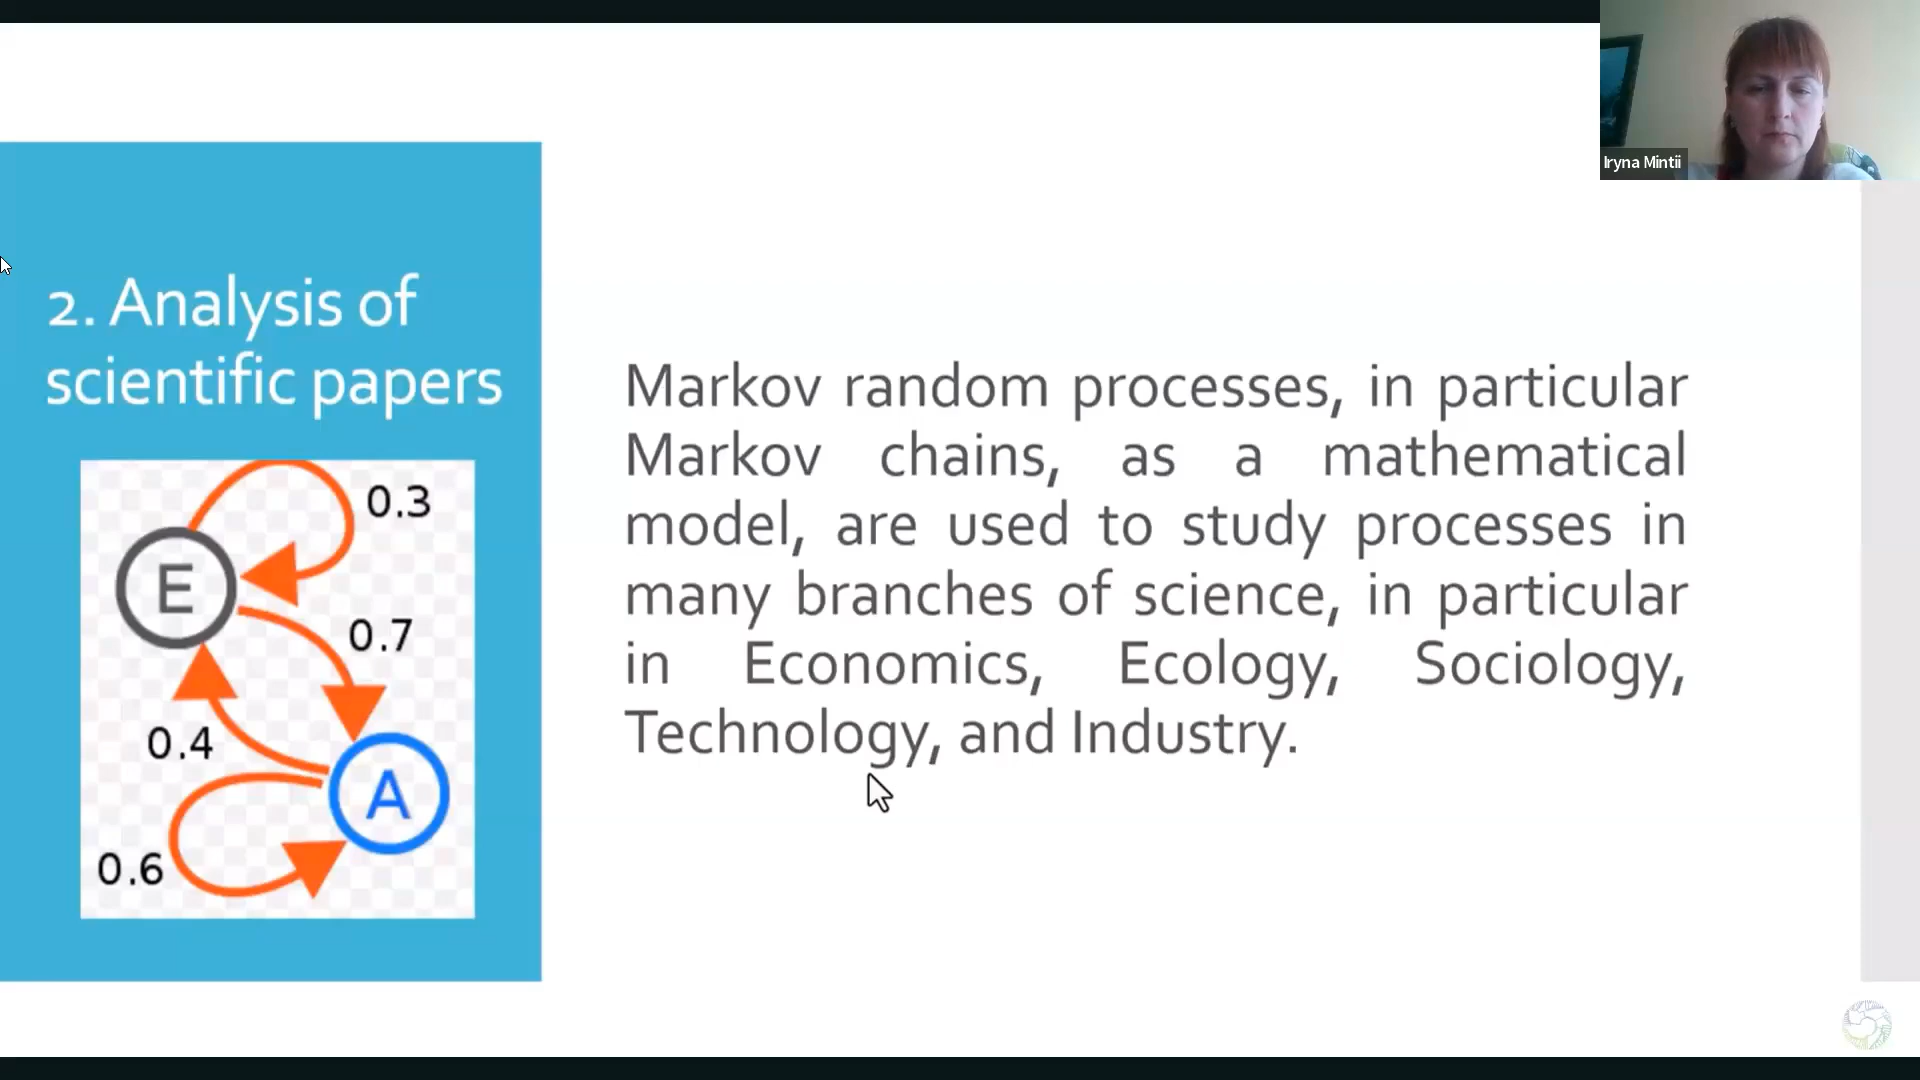 Iryna Mintii
2. Analysis of
scientific papers
0.3
E
0.7
0.4
A
0.6
Markov random processes, in particular
Markov chains, as a mathematical
model, are used to study processes in
many branches of science, in particular
in Economics, Ecology, Sociology,
Technology, and Industry.